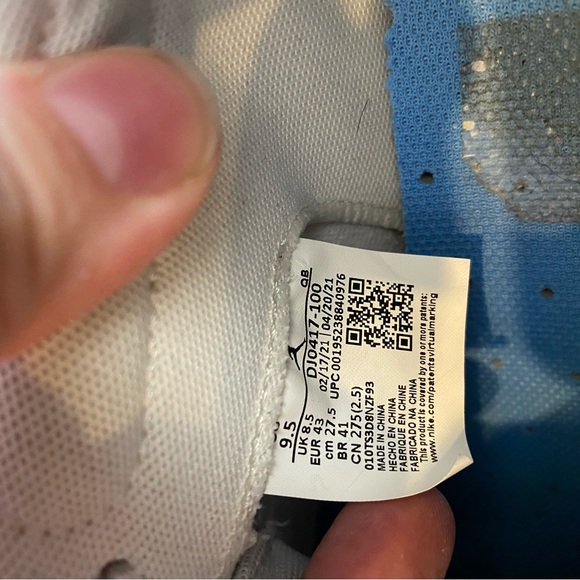 9.5
UK 8.5
EUR 43
cm 27.5
BR 41
CN 275(2.5)
010TS3D8NZF93
MADE IN CHINA
HECHO EN CHINA
FABRIQUE EN CHINE
FABRICADO NA CHINA
This product is covered by one or more patents:
www.nike.com/patentsvirtualmarking
QB
DJ0417-100
02/17/21 04/20/21
UPC 00195238840976